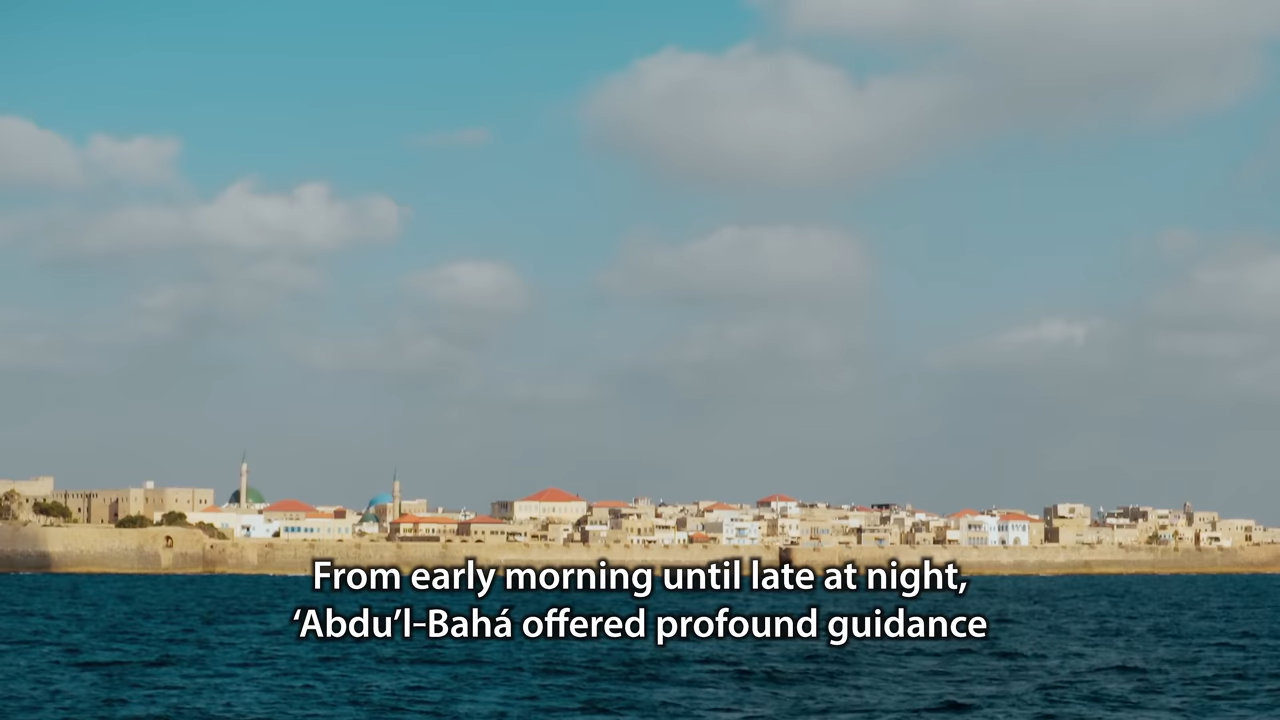 From early morning until late at night,
‘Abdu’l-Bahá offered profound guidance